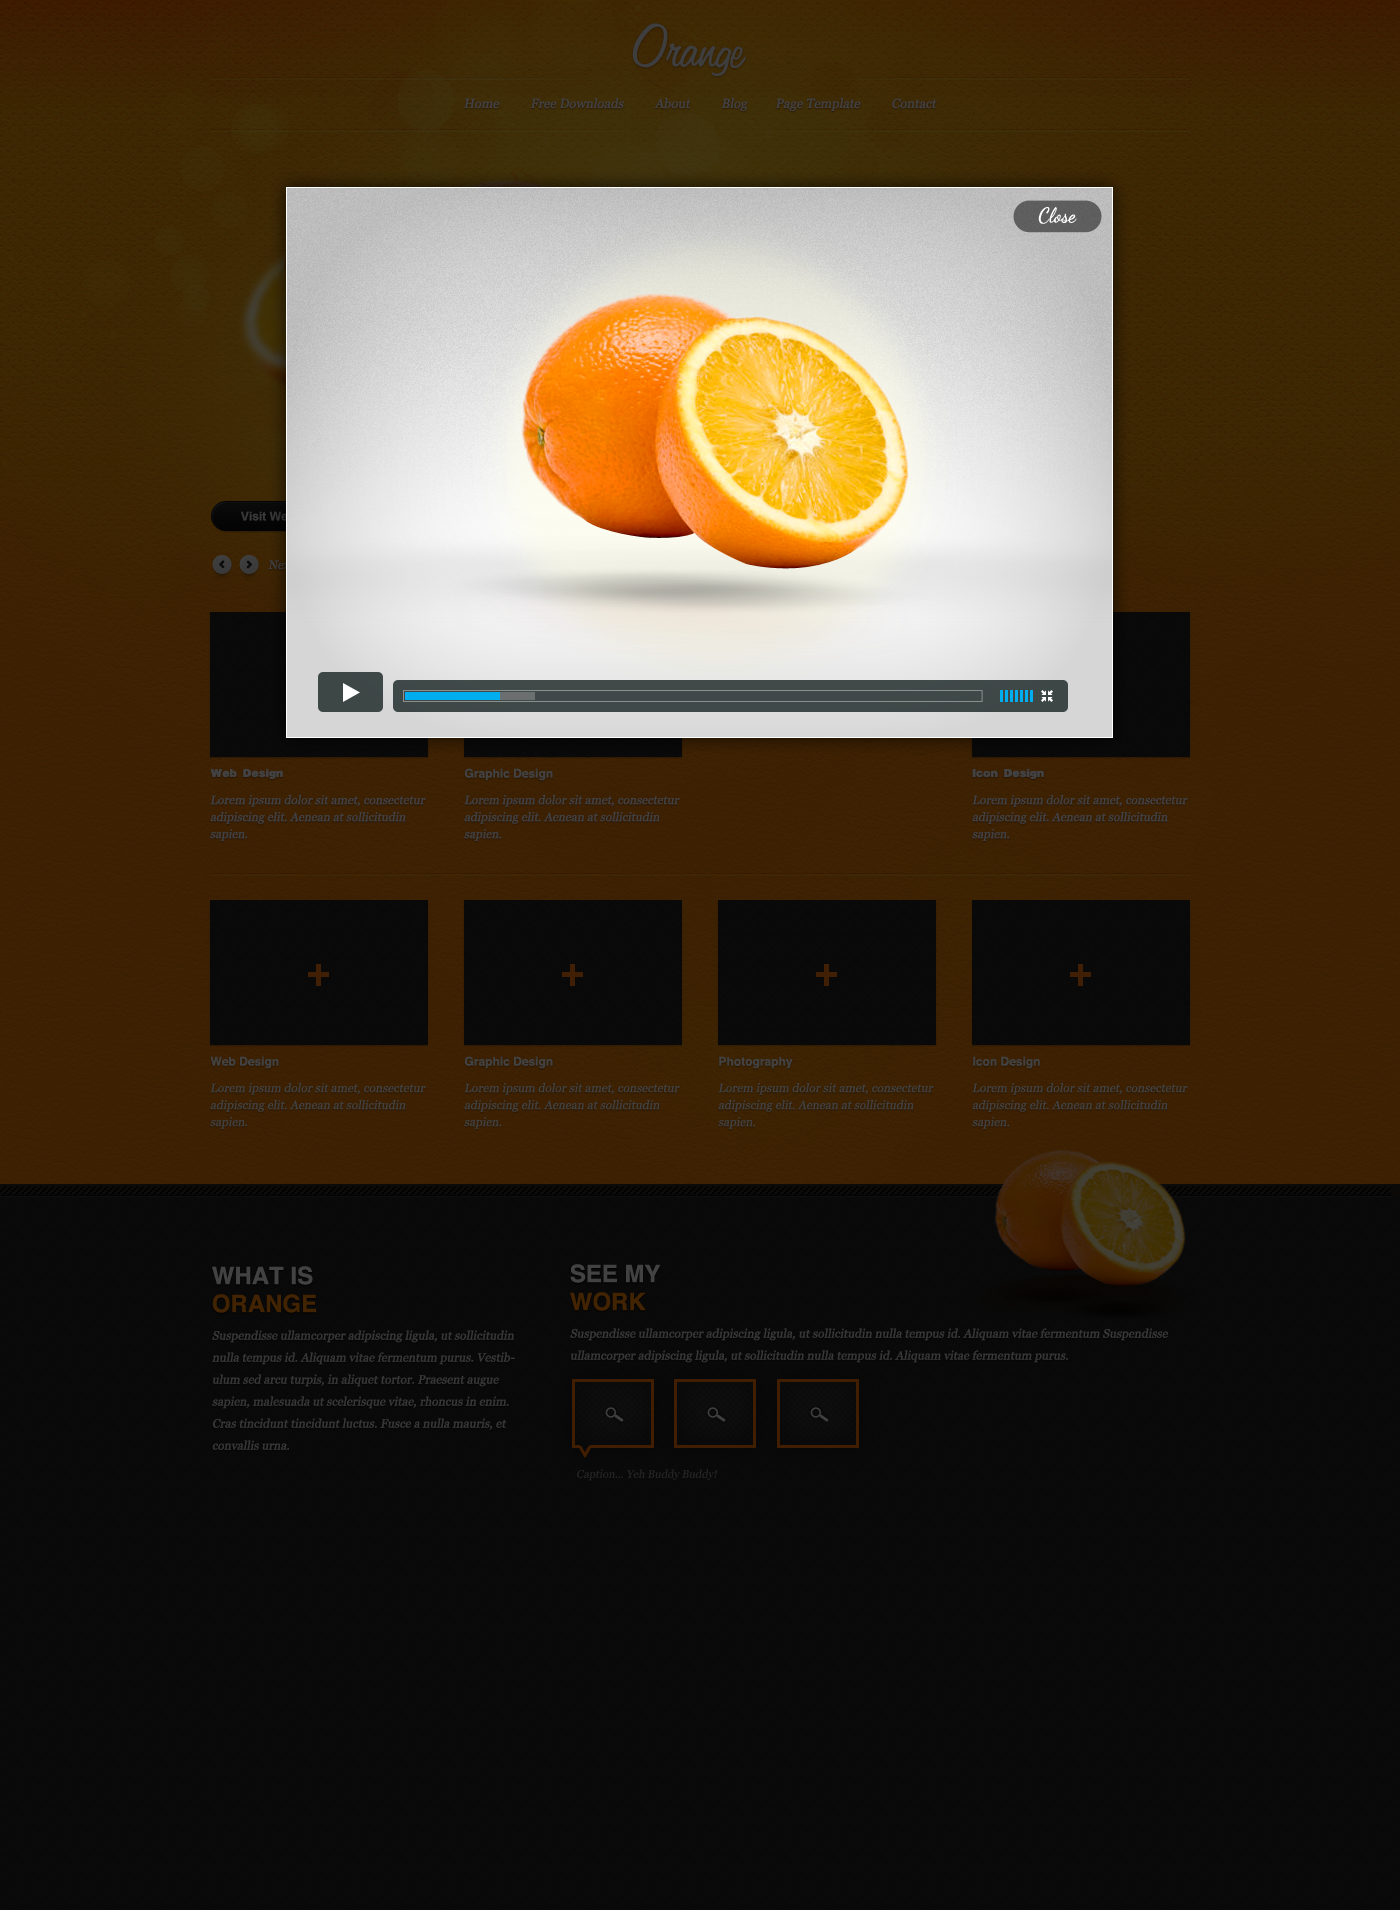 Orange
Home Free Downloads About Blog Page Template Contact
Close
Visit
Web Design
Lorem ipsum dolor sit amet, consectetur
adipiscing elit. Aenean at sollicitudin
sapien.
Graphic Design
Lorem ipsum dolor sit amet, consectetur
adipiscing elit. Aenean at sollicitudin
sapien.
Icon Design
Lorem ipsum dolor sit amet, consectetur
adipiscing elit. Aenean at sollicitudin
sapien.
Web Design
Lorem ipsum dolor sit amet, consectetur
adipiscing elit. Aenean at sollicitudin
sapien.
Graphic Design
Lorem ipsum dolor sit amet, consectetur
adipiscing elit. Aenean at sollicitudin
sapien.
Photography
Lorem ipsum dolor sit amet, consectetur
adipiscing elit. Aenean at sollicitudin
sapien.
Icon Design
Lorem ipsum dolor sit amet, consectetur
adipiscing elit. Aenean at sollicitudin
sapien.
WHAT IS
ORANGE
Suspendisse ullamcorper adipiscing ligula, ut sollicitudin
nulla tempus id. Aliquam vitae fermentum purus. Vestib-
ulum sed arcu turpis, in aliquet tortor. Praesent augue
sapien, malesuada ut scelerisque vitae, rhoncus in enim.
Cras tincidunt tincidunt luctus. Fusce a nulla mauris, et
convallis urna.
SEE MY
WORK
Suspendisse ullamcorper adipiscing ligula, ut sollicitudin nulla tempus id. Aliquam vitae fermentum Suspendisse
ullamcorper adipiscing ligula, ut sollicitudin nulla tempus id. Aliquam vitae fermentum purus.
Caption... Yeh Buddy Buddy!